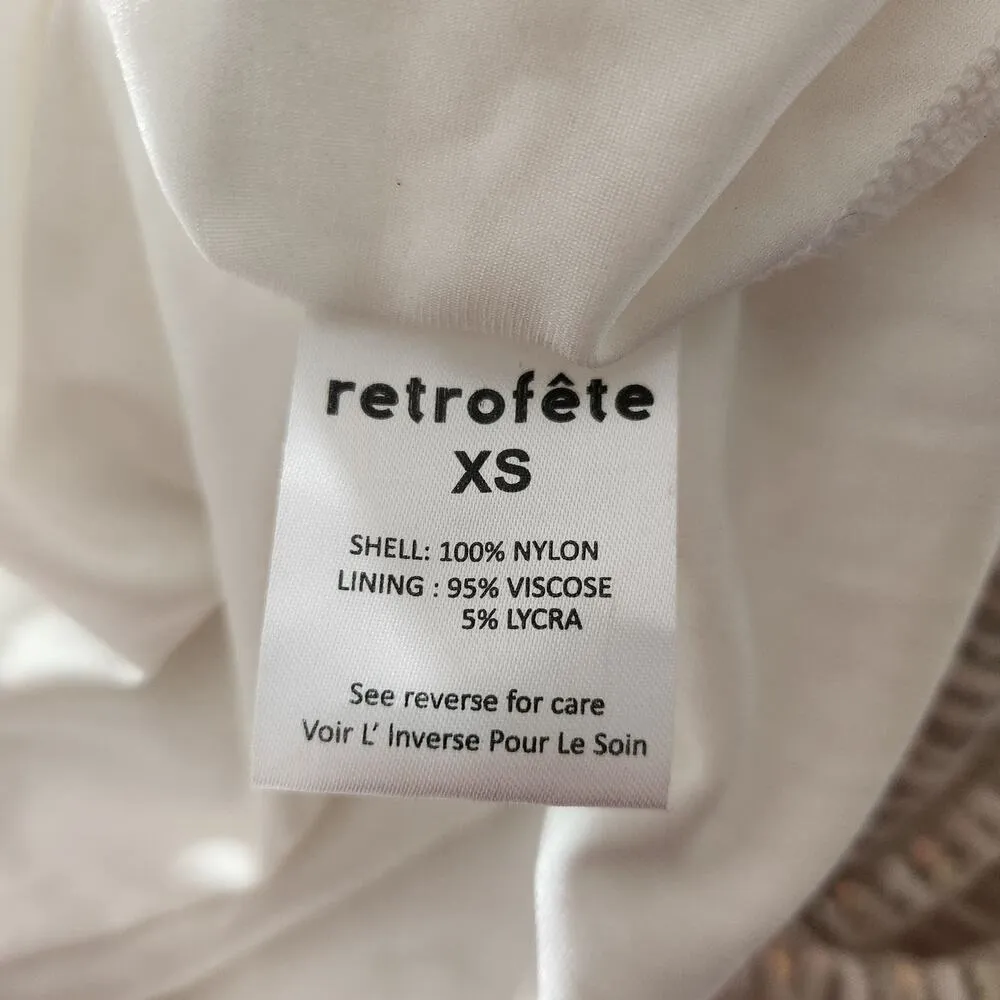 retrofête
XS
SHELL: 100% NYLON
LINING : 95% VISCOSE
5% LYCRA
See reverse for care
Voir L’ Inverse Pour Le Soin